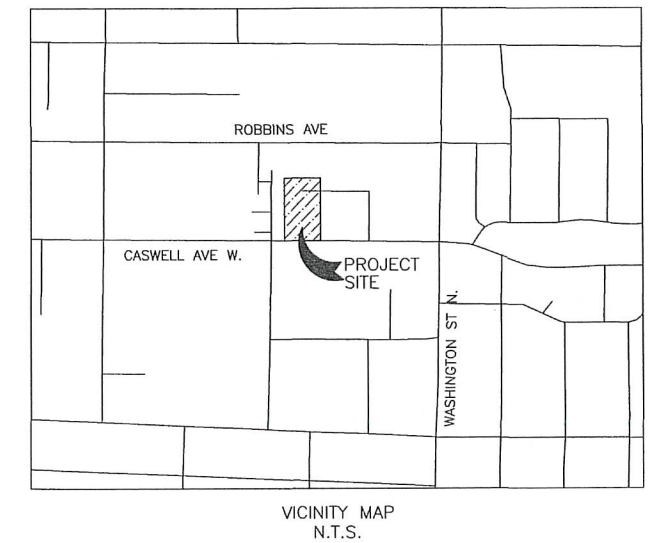 ROBBINS AVE
CASWELL AVE W.
PROJECT
SITE
WASHINGTON ST N.
VICINITY MAP
N.T.S.